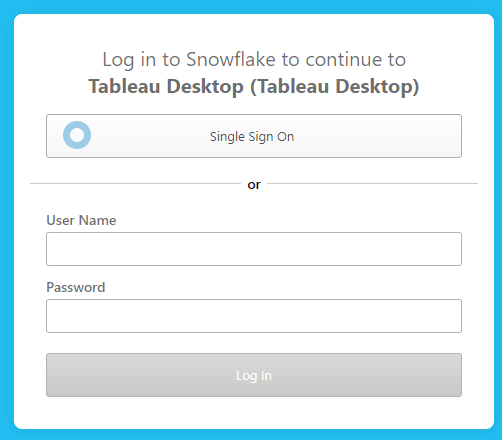 Log in to Snowflake to continue to
Tableau Desktop (Tableau Desktop)
Single Sign On
or
User Name
Password
Log In